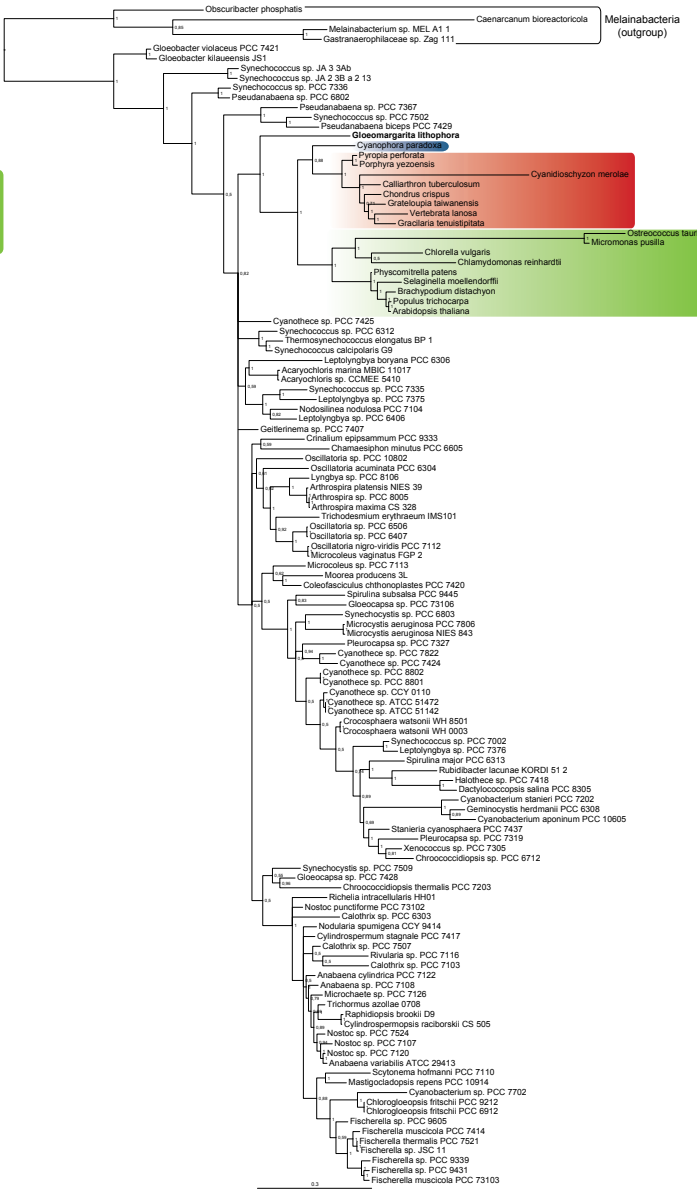 Obscuribacter phosphatis
Caenarcanum bioreactoricola
Melainabacterium sp. MEL A1 1
Gastranaerophilaceae sp. Zag 111
Melainabacteria
(outgroup)
Gloeobacter violaceus PCC 7421
Gloeobacter kilaueensis JS1
Synechococcus sp. JA 3 3Ab
Synechococcus sp. JA 2 3B a 2 13
Synechococcus sp. PCC 7336
Pseudanabaena sp. PCC 6802
Pseudanabaena sp. PCC 7367
Synechococcus sp. PCC 7502
Pseudanabaena biceps PCC 7429
Gloeomargarita lithophora
Cyanophora paradoxa
Pyropia perforata
Porphyra yezoensis
Cyanidioschyzon merolae
Calliarthron tuberculosum
Chondrus crispus
Grateloupia taiwanensis
Vertebrata lanosa
Gracilaria tenuistipitata
Ostreococcus tauri
Micromonas pusilla
Chlorella vulgaris
Chlamydomonas reinhardtii
Physcomitrella patens
Selaginella moellendorffii
Brachypodium distachyon
Populus trichocarpa
Arabidopsis thaliana
Cyanothece sp. PCC 7425
Synechococcus sp. PCC 6312
Thermosynechococcus elongatus BP 1
Synechococcus calcipolaris G9
Leptolyngbya boryana PCC 6306
Acaryochloris marina MBIC 11017
Acaryochloris sp. CCMEE 5410
Synechococcus sp. PCC 7335
Leptolyngbya sp. PCC 7375
Nodosilinea nodulosa PCC 7104
Leptolyngbya sp. PCC 6406
Geitlerinema sp. PCC 7407
Crinalium epipsammum PCC 9333
Chamaesiphon minutus PCC 6605
Oscillatoria sp. PCC 10802
Oscillatoria acuminata PCC 6304
Lyngbya sp. PCC 8106
Arthrospira platensis NIES 39
Arthrospira sp. PCC 8005
Arthrospira maxima CS 328
Trichodesmium erythraeum IMS101
Oscillatoria sp. PCC 6506
Oscillatoria sp. PCC 6407
Oscillatoria nigro-viridis PCC 7112
Microcoleus vaginatus FGP 2
Microcoleus sp. PCC 7113
Moorea producens 3L
Coleofasciculus chthonoplastes PCC 7420
Spirulina subsalsa PCC 9445
Gloeocapsa sp. PCC 73106
Synechocystis sp. PCC 6803
Microcystis aeruginosa PCC 7806
Microcystis aeruginosa NIES 843
Pleurocapsa sp. PCC 7327
Cyanothece sp. PCC 7822
Cyanothece sp. PCC 7424
Cyanothece sp. PCC 8802
Cyanothece sp. PCC 8801
Cyanothece sp. CCY 0110
Cyanothece sp. ATCC 51472
Cyanothece sp. ATCC 51142
Crocosphaera watsonii WH 8501
Crocosphaera watsonii WH 0003
Synechococcus sp. PCC 7002
Leptolyngbya sp. PCC 7376
Spirulina major PCC 6313
Rubidibacter lacunae KORDI 51 2
Halothece sp. PCC 7418
Dactylococcopsis salina PCC 8305
Cyanobacterium stanieri PCC 7202
Geminocystis herdmanii PCC 6308
Cyanobacterium aponinum PCC 10605
Stanieria cyanosphaera PCC 7437
Pleurocapsa sp. PCC 7319
Xenococcus sp. PCC 7305
Chroococcidiopsis sp. PCC 6712
Synechocystis sp. PCC 7509
Gloeocapsa sp. PCC 7428
Chroococcidiopsis thermalis PCC 7203
Richelia intracellularis HH01
Nostoc punctiforme PCC 73102
Calothrix sp. PCC 6303
Nodularia spumigena CCY 9414
Cylindrospermum stagnale PCC 7417
Calothrix sp. PCC 7507
Rivularia sp. PCC 7116
Calothrix sp. PCC 7103
Anabaena cylindrica PCC 7122
Anabaena sp. PCC 7108
Microchaete sp. PCC 7126
Trichormus azollae 0708
Raphidiopsis brookii D9
Cylindrospermopsis raciborskii CS 505
Nostoc sp. PCC 7524
Nostoc sp. PCC 7107
Nostoc sp. PCC 7120
Anabaena variabilis ATCC 29413
Scytonema hofmanni PCC 7110
Mastigocladopsis repens PCC 10914
Cyanobacterium sp. PCC 7702
Chlorogloeopsis fritschii PCC 9212
Chlorogloeopsis fritschii PCC 6912
Fischerella sp. PCC 9605
Fischerella muscicola PCC 7414
Fischerella thermalis PCC 7521
Fischerella sp. JSC 11
Fischerella sp. PCC 9339
Fischerella sp. PCC 9431
Fischerella muscicola PCC 73103
0.3